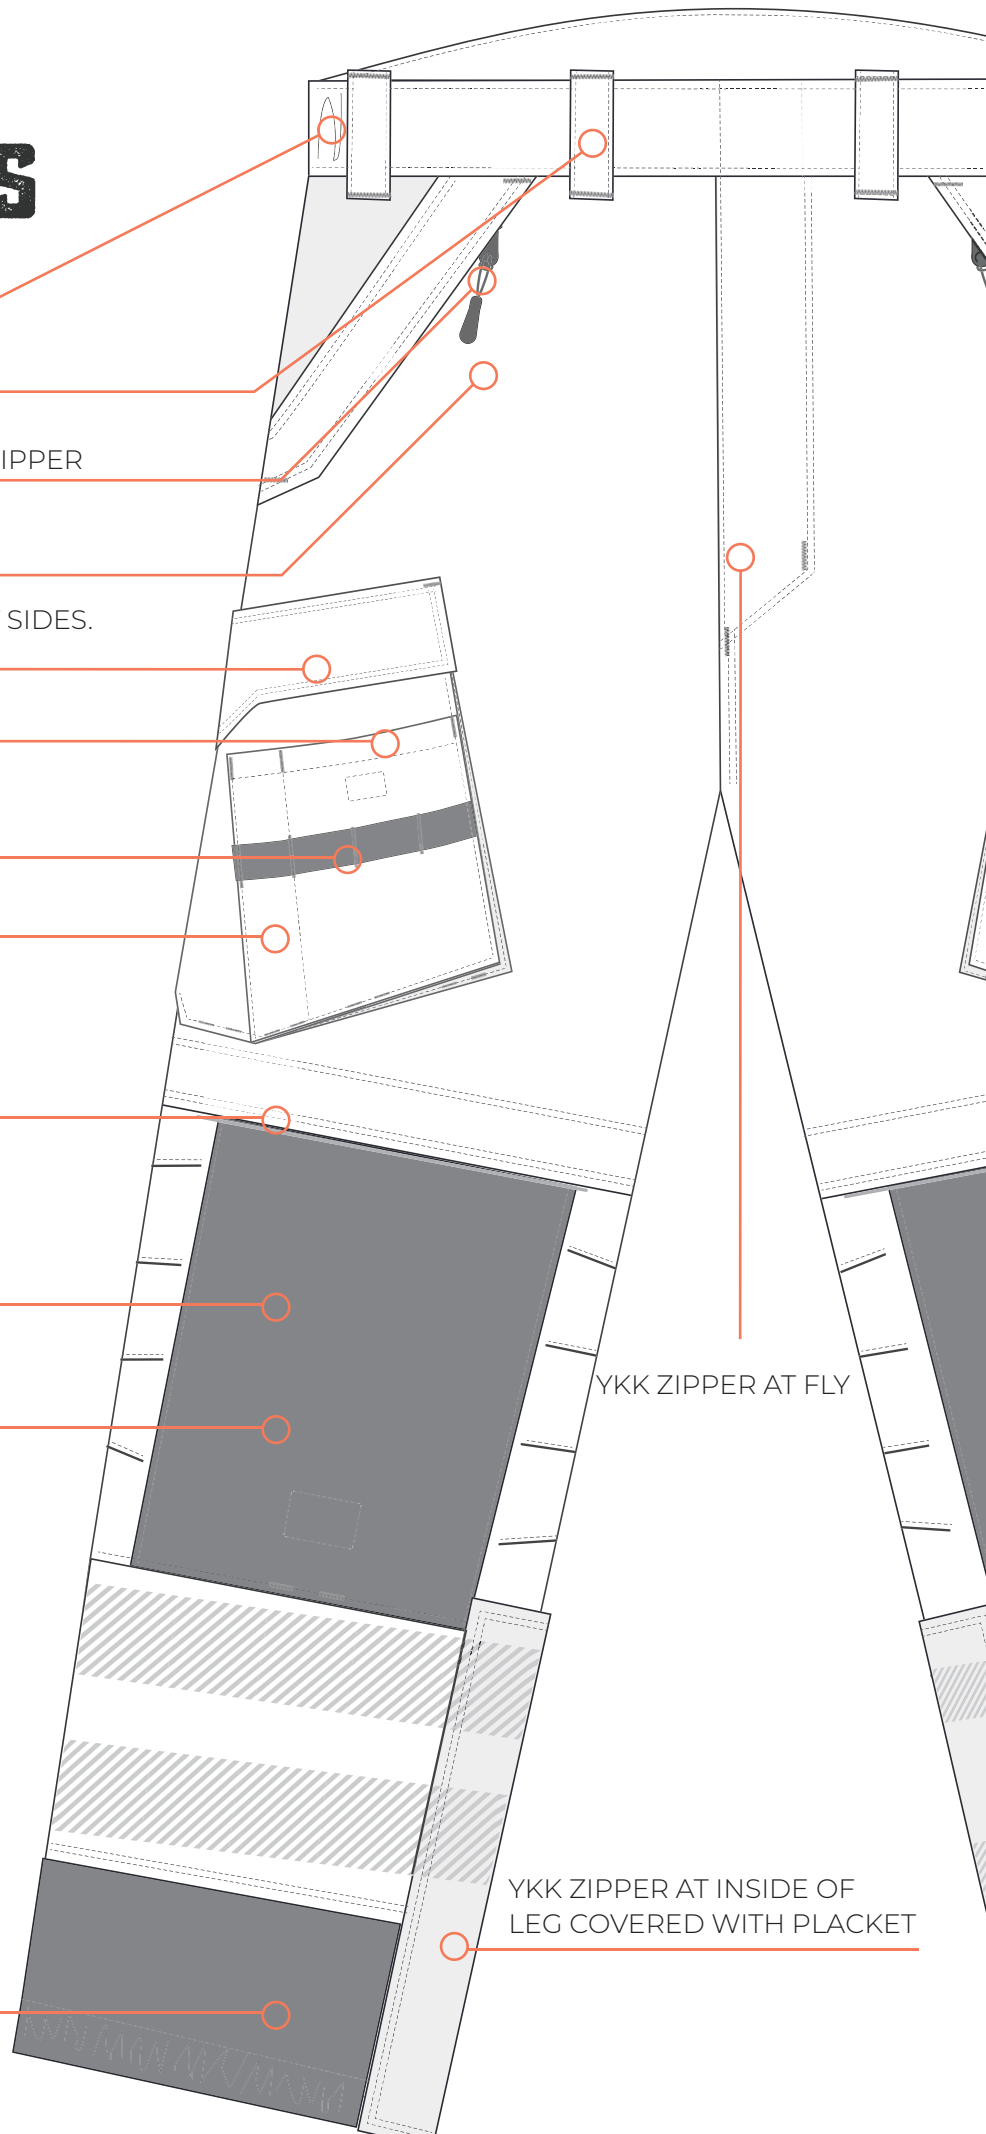 S
IPPER
SIDES.
YKK ZIPPER AT FLY
YKK ZIPPER AT INSIDE OF
LEG COVERED WITH PLACKET